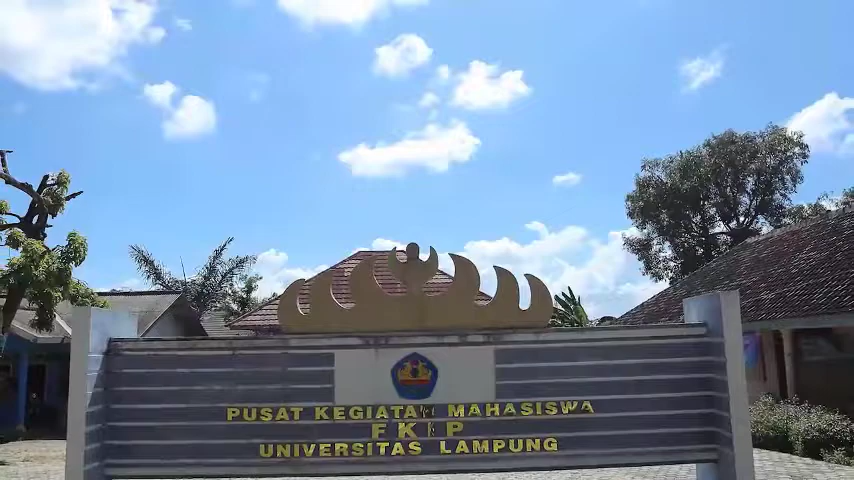 PUSAT KEGIATAN MAHASISWA
FKIP
UNIVERSITAS LAMPUNG